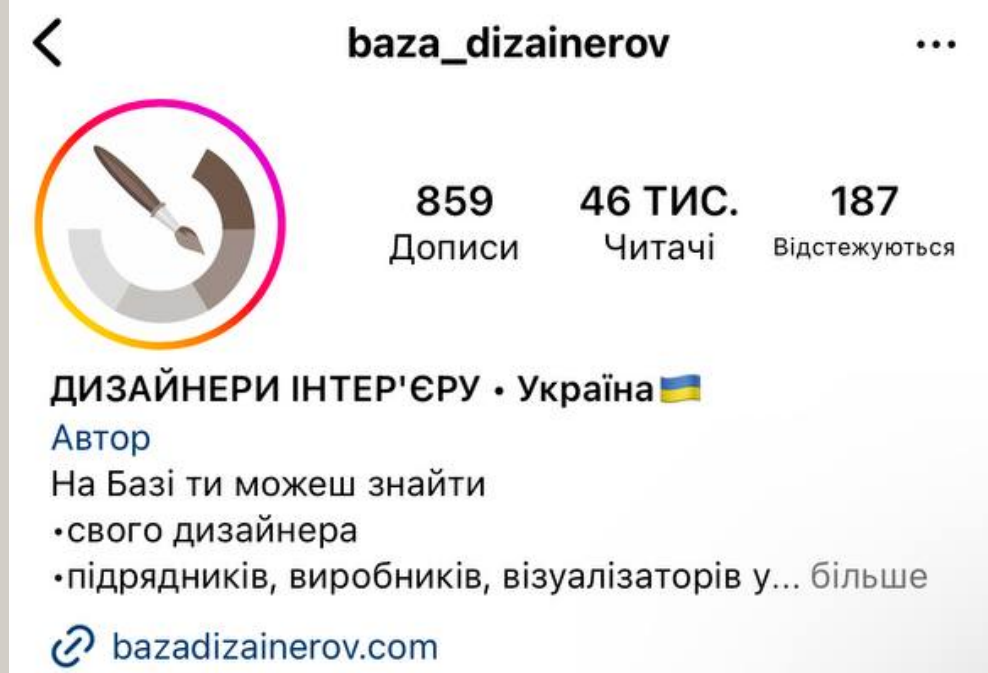 baza_dizainerov
859
Дописи
46 ТИС.
Читачі
187
Відстежуються
ДИЗАЙНЕРИ ІНТЕР'ЄРУ • Україна🇺🇦
Автор
На Базі ти можеш знайти
•свого дизайнера
•підрядників, виробників, візуалізаторів у... більше
bazadizainerov.com